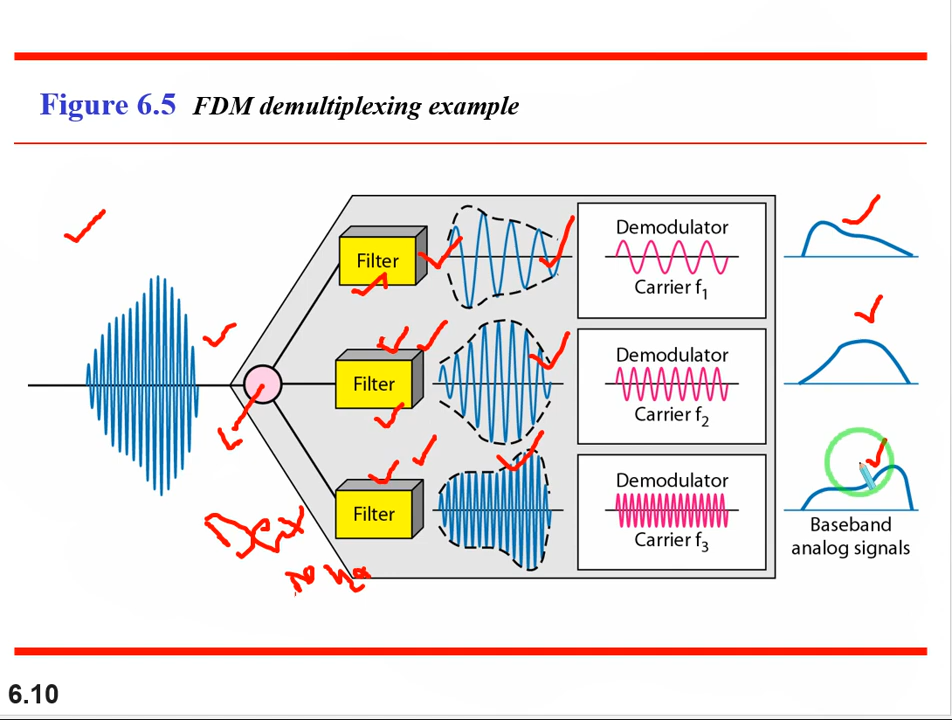 Figure 6.5 FDM demultiplexing example
Filter
Demodulator
Carrier f1
Filter
Demodulator
Carrier f2
Filter
Demodulator
Carrier f3
Baseband
analog signals
6.10